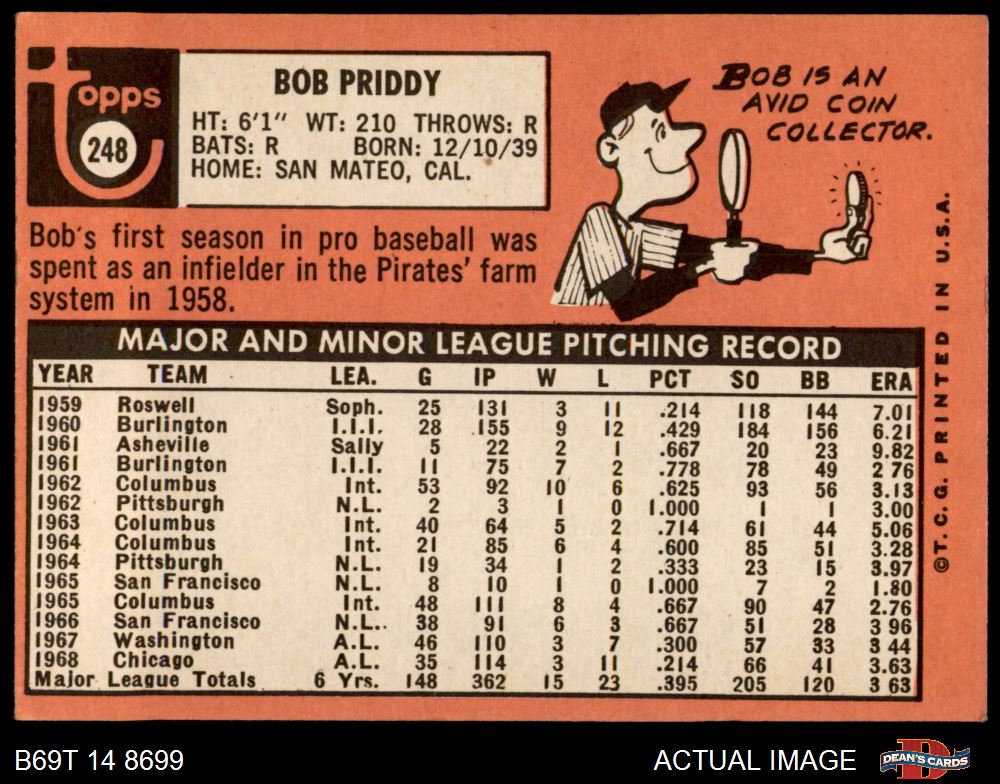 topps
248
BOB PRIDDY
HT: 6'1" WT: 210 THROWS: R
BATS: R BORN: 12/10/39
HOME: SAN MATEO, CAL.
BOB IS AN
AVID COIN
COLLECTOR.
Bob's first season in pro baseball was
spent as an infielder in the Pirates' farm
system in 1958.
MAJOR AND MINOR LEAGUE PITCHING RECORD
YEAR TEAM LEA. G IP W L PCT SO BB ERA
1959 Roswell Soph. 25 131 3 11 .214 118 144 7.01
1960 Burlington I.I.I. 28 155 9 12 .429 184 156 6.21
1961 Asheville Sally 5 22 2 1 .667 20 23 9.82
1961 Burlington I.I.I. 11 75 7 2 .778 78 49 2 76
1962 Columbus Int. 53 92 10 6 .625 93 56 3.13
1962 Pittsburgh N.L. 2 3 1 0 1.000 1 1 3.00
1963 Columbus Int. 40 64 5 2 .714 61 44 5.06
1964 Columbus Int. 21 85 6 4 .600 85 51 3.28
1964 Pittsburgh N.L. 19 34 1 2 .333 23 15 3.97
1965 San Francisco N.L. 8 10 1 0 1.000 7 2 1.80
1965 Columbus Int. 48 111 8 4 .667 90 47 2.76
1966 San Francisco N.L. 38 91 6 3 .667 51 28 3 96
1967 Washington A.L. 46 110 3 7 .300 57 33 3 44
1968 Chicago A.L. 35 114 3 11 .214 66 41 3.63
Major League Totals 6 Yrs. 148 362 15 23 .395 205 120 3 63
©T.C.G. PRINTED IN U.S.A.
B69T 14 8699
ACTUAL IMAGE
D
DEAN'S CARDS